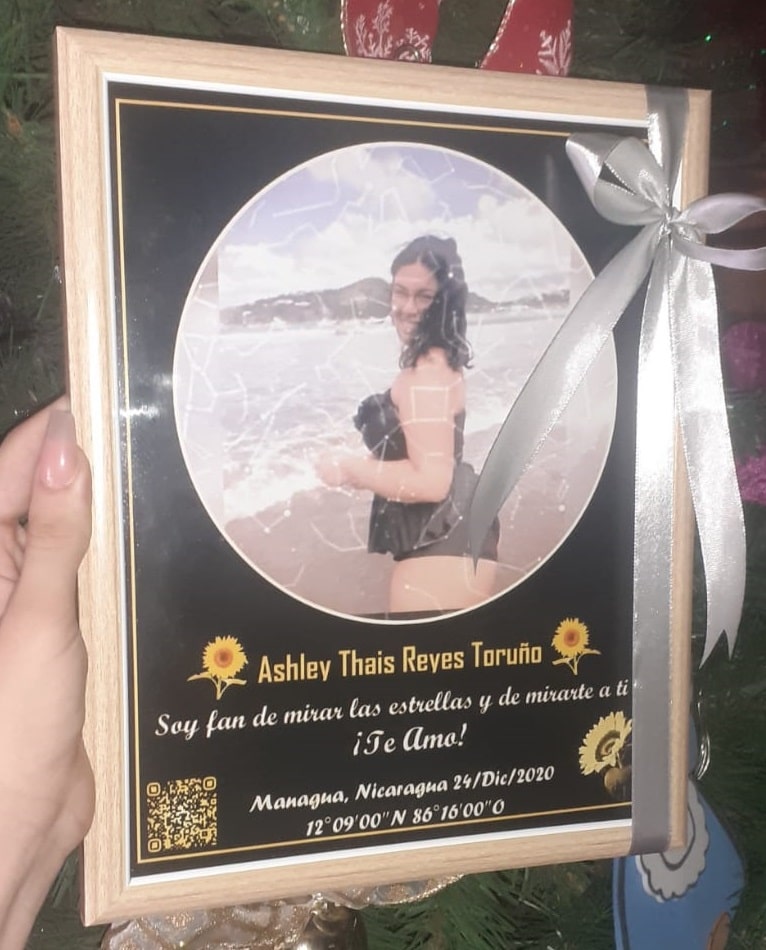 Ashley Thais Reyes Toruño
Soy fan de mirar las estrellas y de mirarte a ti
¡Te Amo!
Managua, Nicaragua 24/Dic/2020
12°09'00"N 86°16'00"O